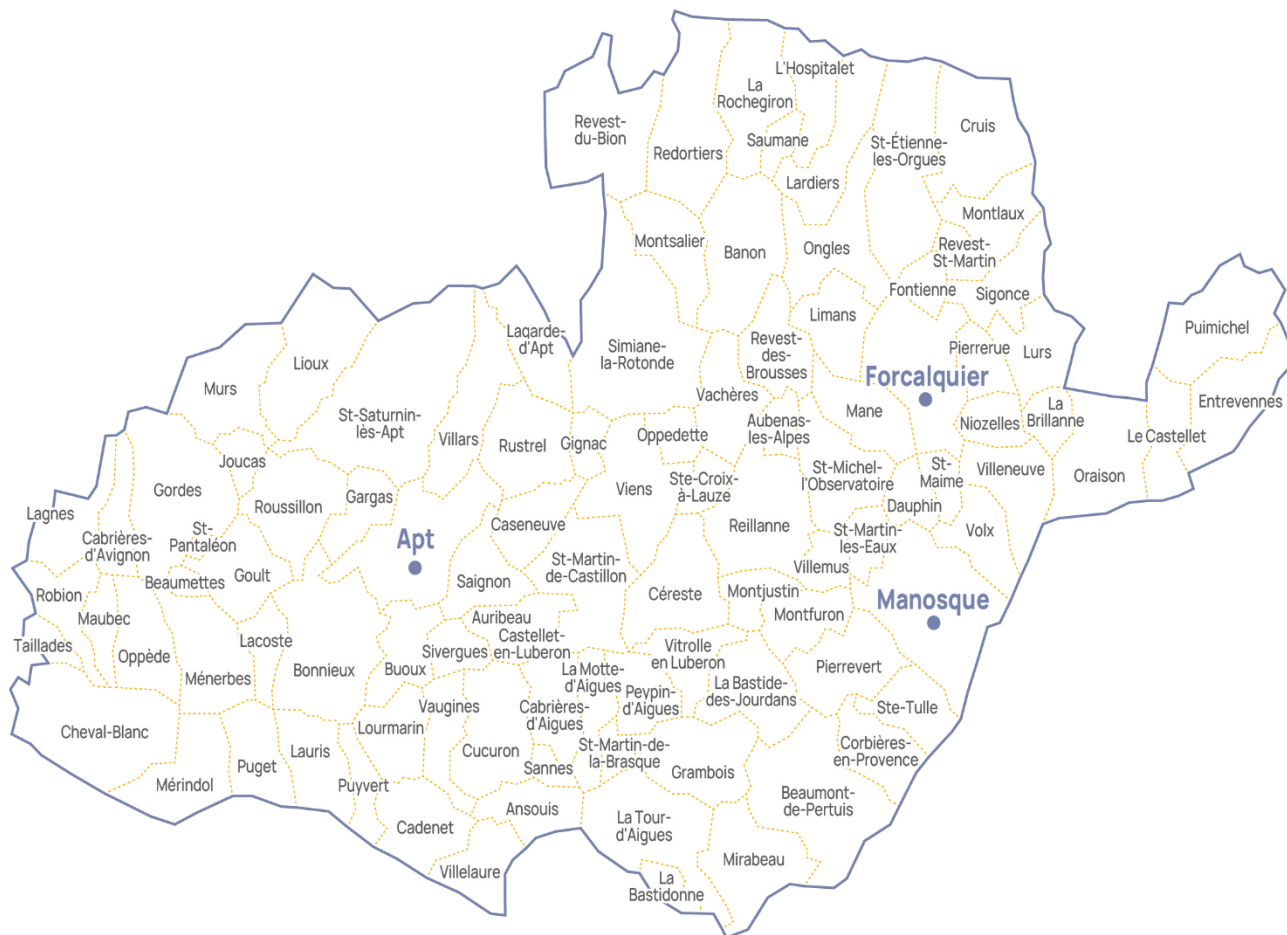 L'Hospitalet
La
Rochegiron
Revest-
du-Bion
Cruis
Saumane
St-Étienne-
les-Orgues
Redortiers
Lardiers
Montlaux
Montsalier
Banon
Ongles
Revest-
St-Martin
Fontienne
Sigonce
Limans
Puimichel
Laqarde-
d'Apt
Simiane-
la-Rotonde
Revest-
des-
Brousses
Pierrerue
Lurs
Lioux
Murs
Forcalquier
Vachères
Entrevennes
Mane
St-Saturnin-
lès-Apt
Aubenas-
les-Alpes
Niozelles
La
Brillanne
Villars
Rustrel
Gignac
Oppedette
Le Castellet
Joucas
St-Michel-
l'Observatoire
St-
Maime
Villeneuve
Oraison
Gordes
Gargas
Roussillon
Viens
Ste-Croix-
à-Lauze
Dauphin
Lagnes
Caseneuve
Reillanne
Volx
St-
Pantaléon
Cabrières-
d'Avignon
Apt
St-Martin-
les-Eaux
St-Martin-
de-Castillon
Villemus
Beaumettes
Goult
Saignon
Robion
Céreste
Montjustin
Manosque
Maubec
Auribeau
Montfuron
Taillades
Lacoste
Castellet-
en-Luberon
Oppède
Sivergues
Vitrolle
en Luberon
Bonnieux
Buoux
La Motte-
d'Aigues
Pierrevert
Ménerbes
Peypin-
d'Aigues
La Bastide-
des-Jourdans
Vaugines
Cabrières-
d'Aigues
Ste-Tulle
Cheval-Blanc
Lourmarin
Lauris
Cucuron
St-Martin-de-
la-Brasque
Corbières-
en-Provence
Puget
Sannes
Grambois
Mérindol
Puyvert
Beaumont-
de-Pertuis
Ansouis
Cadenet
La Tour-
d'Aigues
Mirabeau
Villelaure
La
Bastidonne